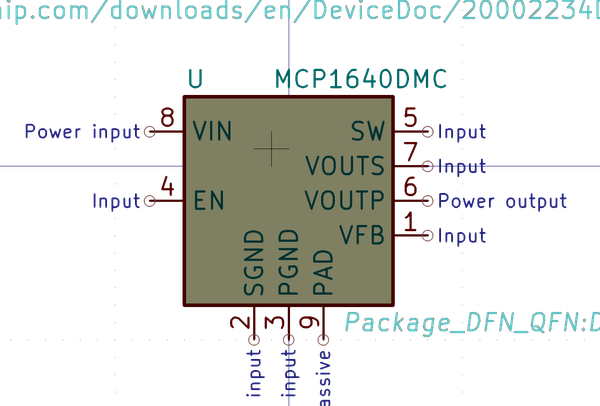 hip.com/downloads/en/DeviceDoc/20002234D
U MCP1640DMC
Power input 8 VIN SW 5 Input
VOUTS 7 Input
Input 4 EN VOUTP 6 Power output
VFB 1 Input
SGND PGND PAD
2 3 9
Package_DFN_QFN:D
input input assive